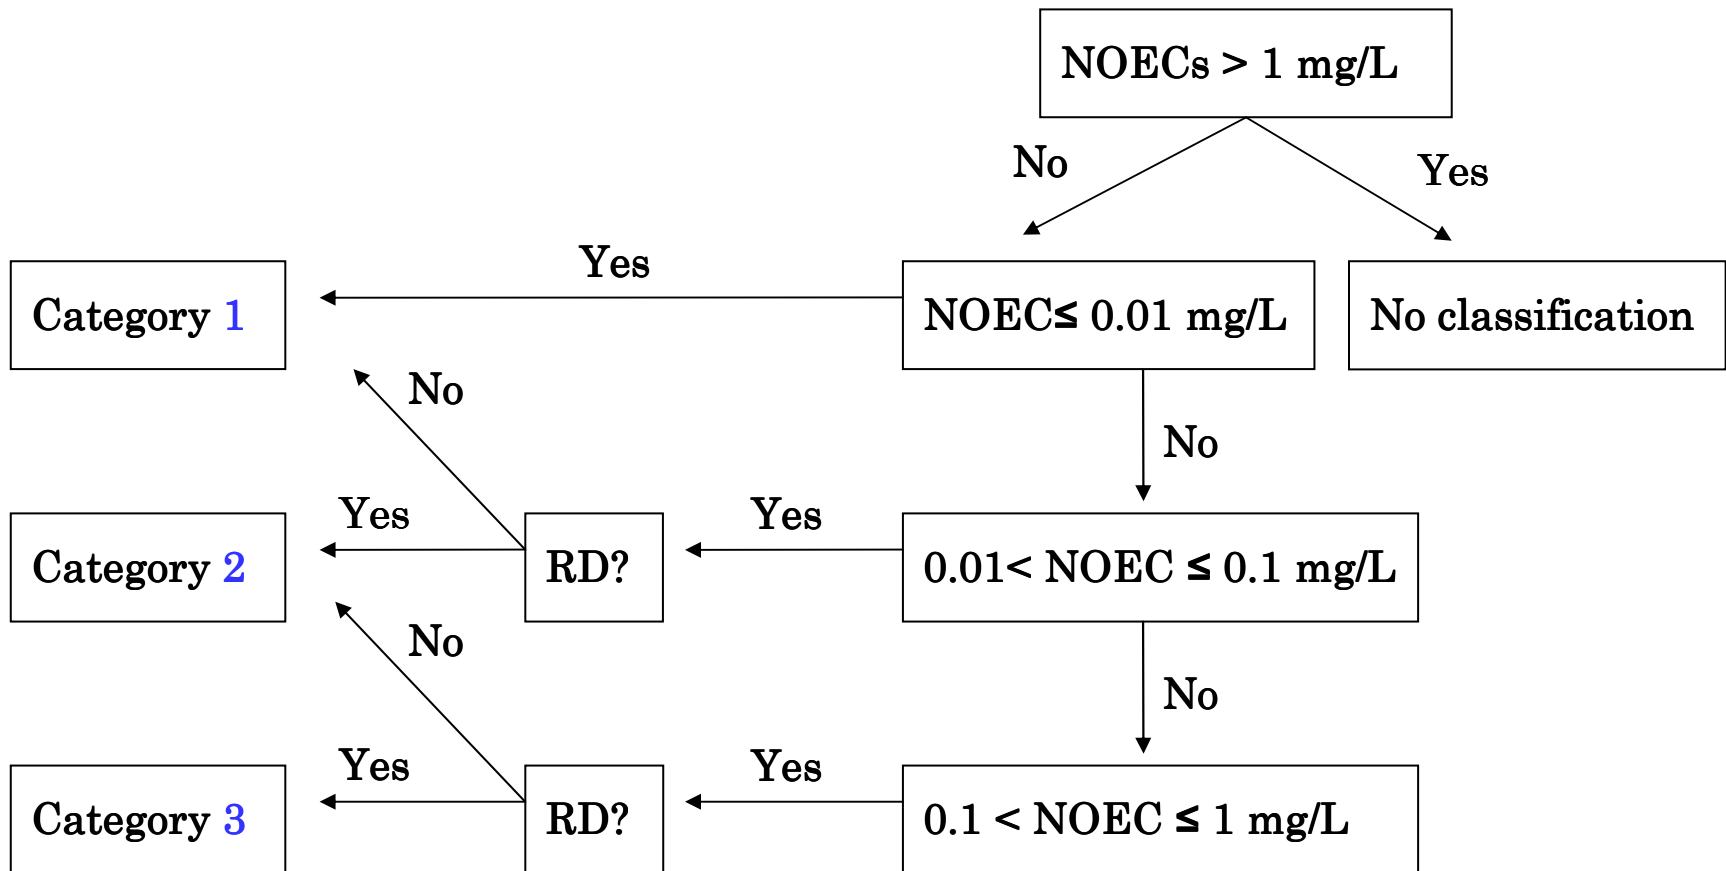 NOECs > 1 mg/L
No
Yes
Yes
Category 1
NOEC≤ 0.01 mg/L
No classification
No
No
Yes
Yes
Category 2
RD?
0.01< NOEC ≤ 0.1 mg/L
No
No
Yes
Yes
Category 3
RD?
0.1 < NOEC ≤ 1 mg/L